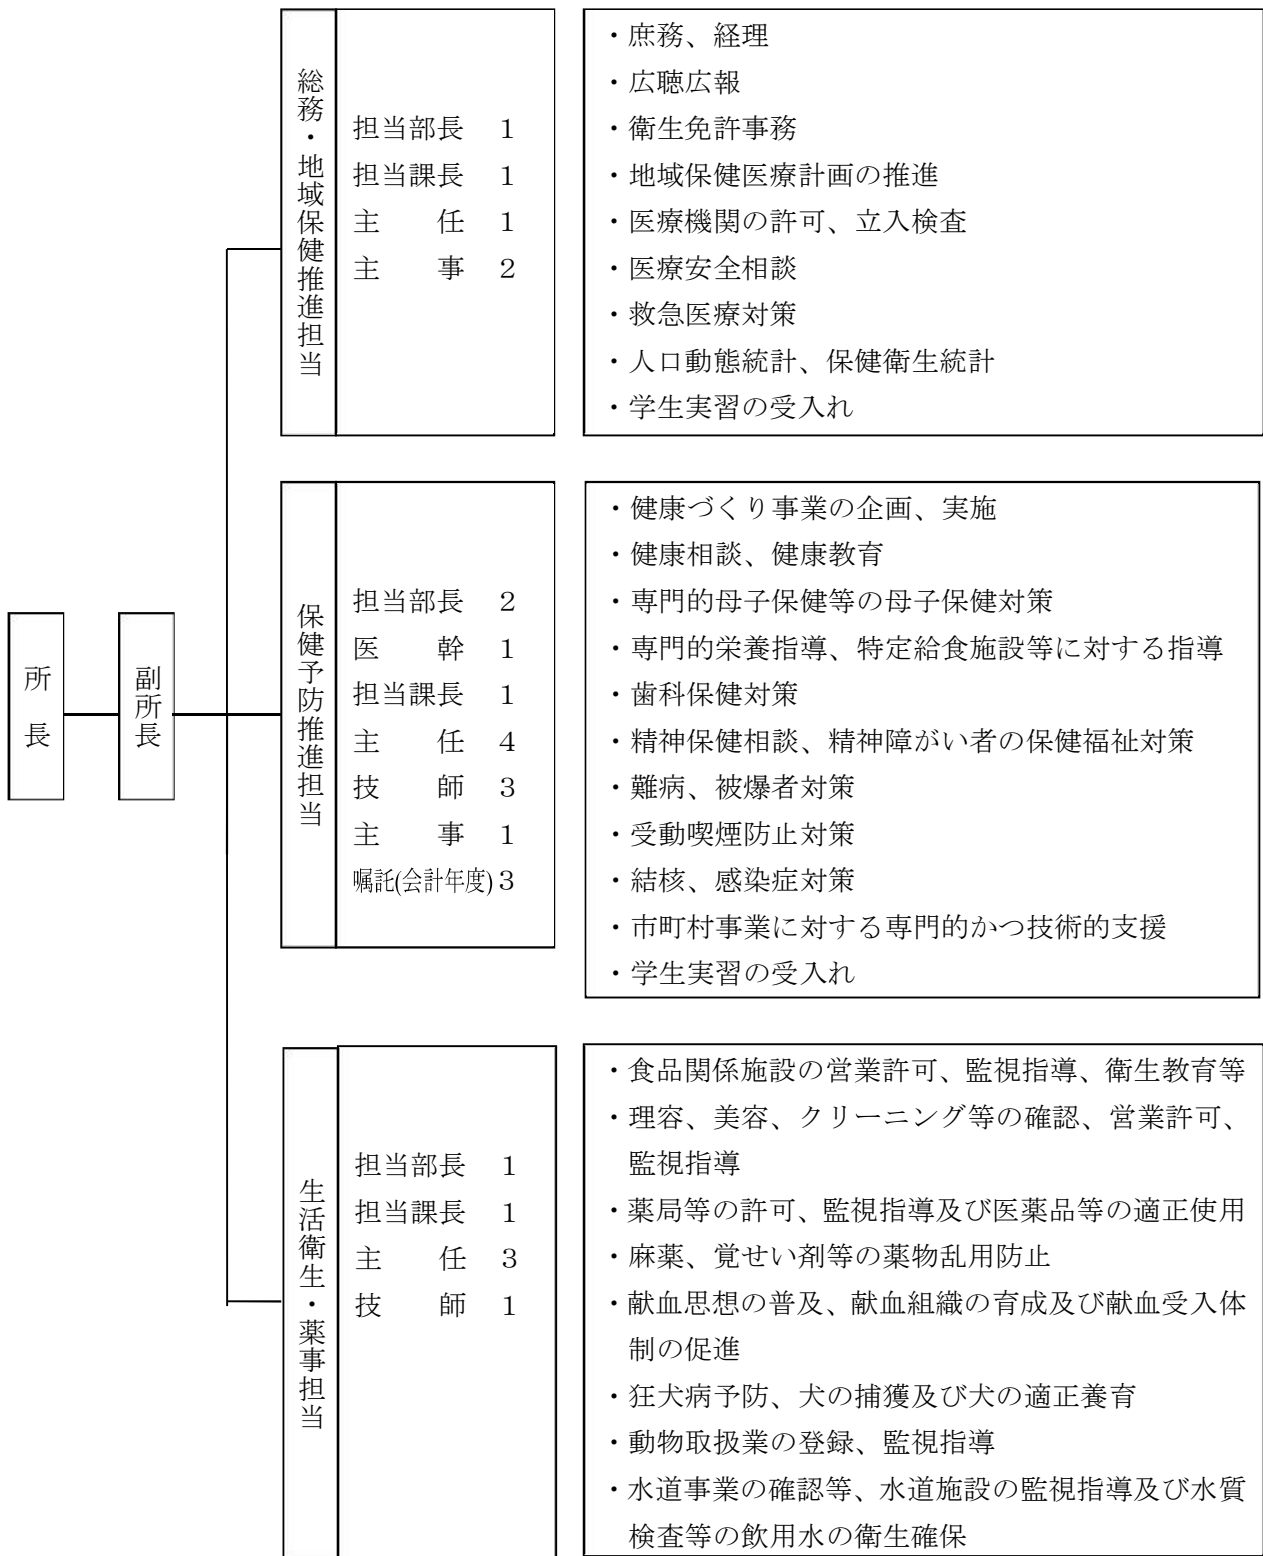 所長
副所長
総務・地域保健推進担当
担当部長 1
担当課長 1
主任 1
主事 2
・庶務、経理
・広聴広報
・衛生免許事務
・地域保健医療計画の推進
・医療機関の許可、立入検査
・医療安全相談
・救急医療対策
・人口動態統計、保健衛生統計
・学生実習の受入れ
保健予防推進担当
担当部長 2
医幹 1
担当課長 1
主任 4
技師 3
主事 1
嘱託(会計年度) 3
・健康づくり事業の企画、実施
・健康相談、健康教育
・専門的母子保健等の母子保健対策
・専門的栄養指導、特定給食施設等に対する指導
・歯科保健対策
・精神保健相談、精神障がい者の保健福祉対策
・難病、被爆者対策
・受動喫煙防止対策
・結核、感染症対策
・市町村事業に対する専門的かつ技術的支援
・学生実習の受入れ
生活衛生・薬事担当
担当部長 1
担当課長 1
主任 3
技師 1
・食品関係施設の営業許可、監視指導、衛生教育等
・理容、美容、クリーニング等の確認、営業許可、
監視指導
・薬局等の許可、監視指導及び医薬品等の適正使用
・麻薬、覚せい剤等の薬物乱用防止
・献血思想の普及、献血組織の育成及び献血受入体
制の促進
・狂犬病予防、犬の捕獲及び犬の適正養育
・動物取扱業の登録、監視指導
・水道事業の確認等、水道施設の監視指導及び水質
検査等の飲用水の衛生確保